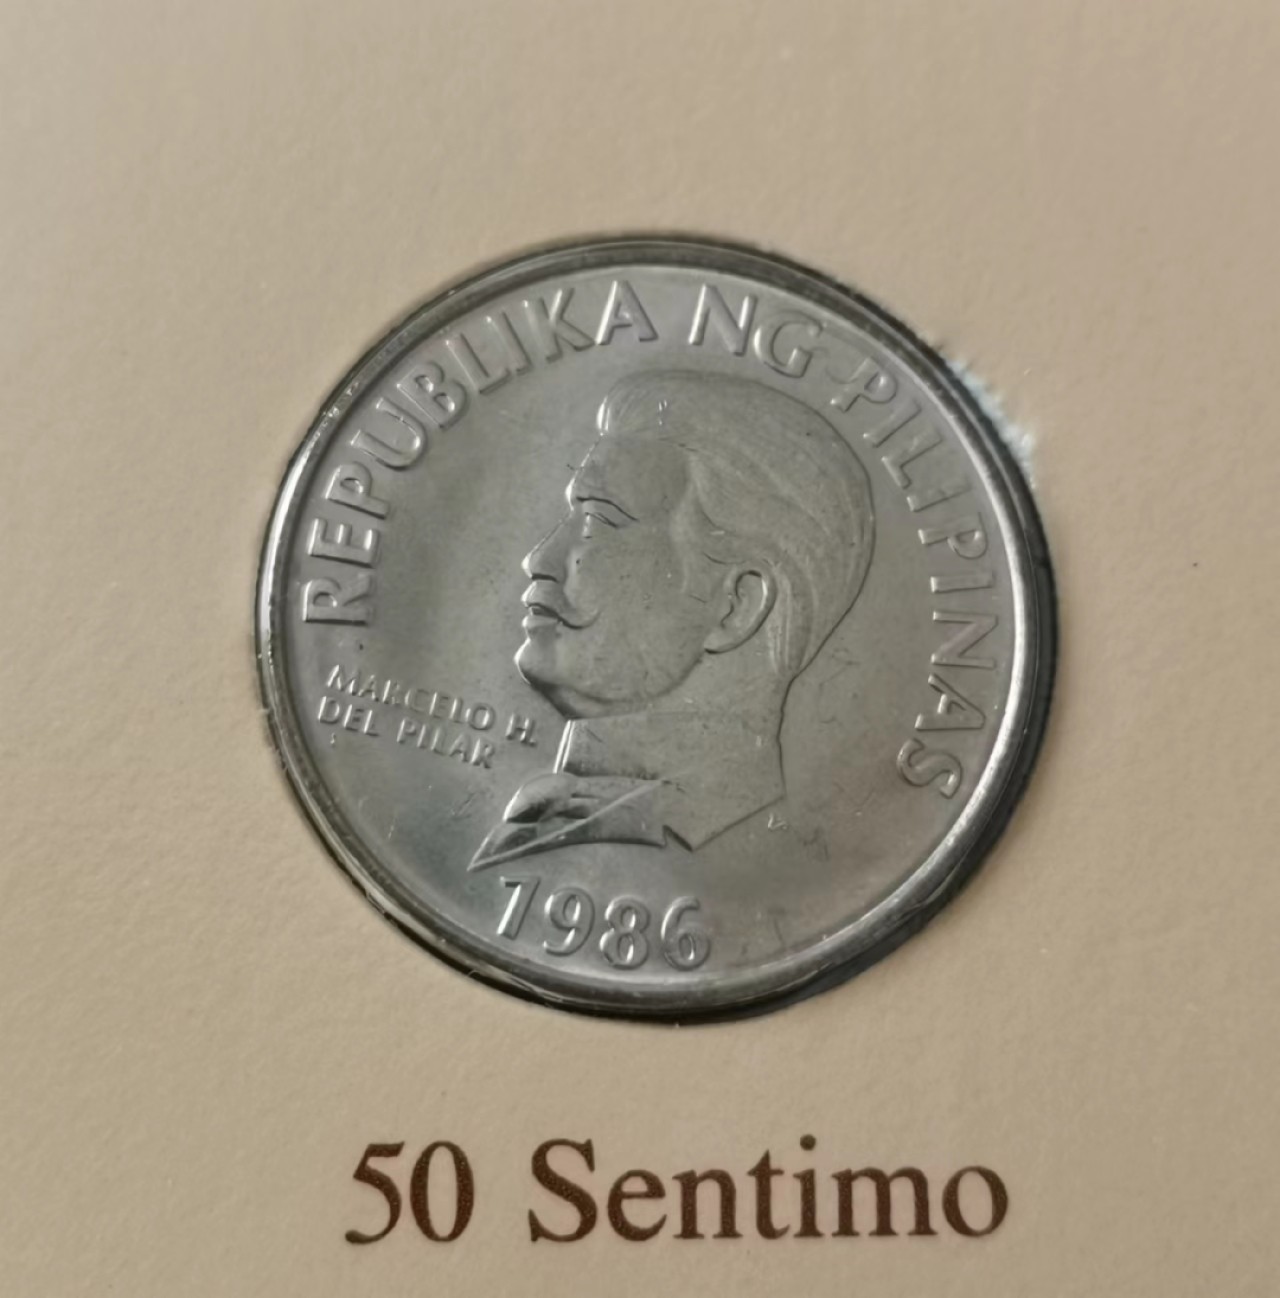 REPUBLIKA NG PILIPINAS
MARCELO H.
DEL PILAR
1986
50 Sentimo